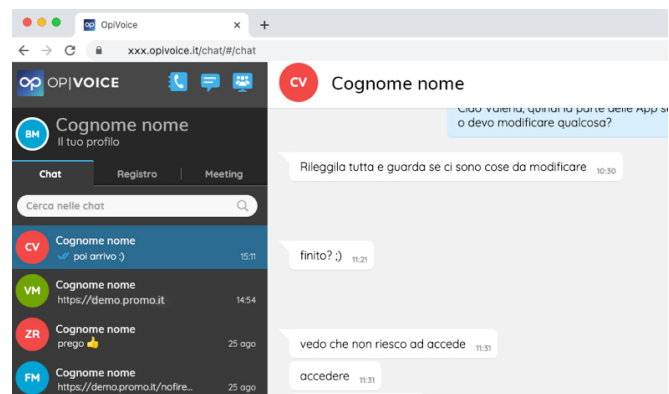 OpiVoice
xxx.opivoice.it/chat/#/chat
OP|VOICE
CV Cognome nome
BM Cognome nome
Il tuo profilo
Chat Registro Meeting
Cerca nelle chat
CV Cognome nome
poi arrivo :) 15:11
VM Cognome nome
https://demo.promo.it 14:54
ZR Cognome nome
prego 👍 25 ago
FM Cognome nome
https://demo.promo.it/nofire... 25 ago
Ciao Valeria, quindi la parte delle App
o devo modificare qualcosa?
Rileggila tutta e guarda se ci sono cose da modificare 10:30
finito? ;) 11:21
vedo che non riesco ad accede 11:31
accedere 11:31